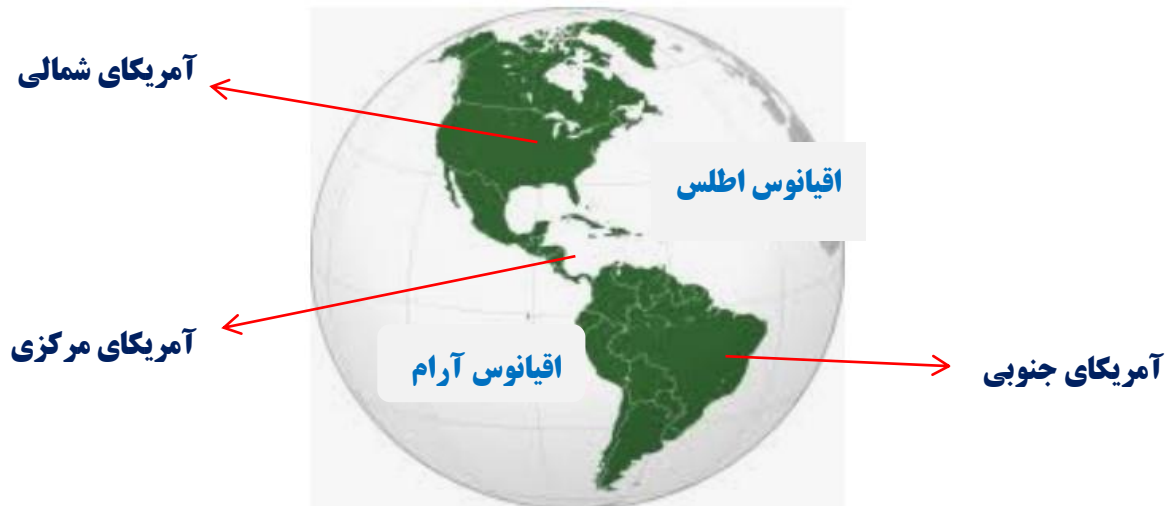 آمریکای شمالی
اقیانوس اطلس
آمریکای مرکزی
اقیانوس آرام
آمریکای جنوبی